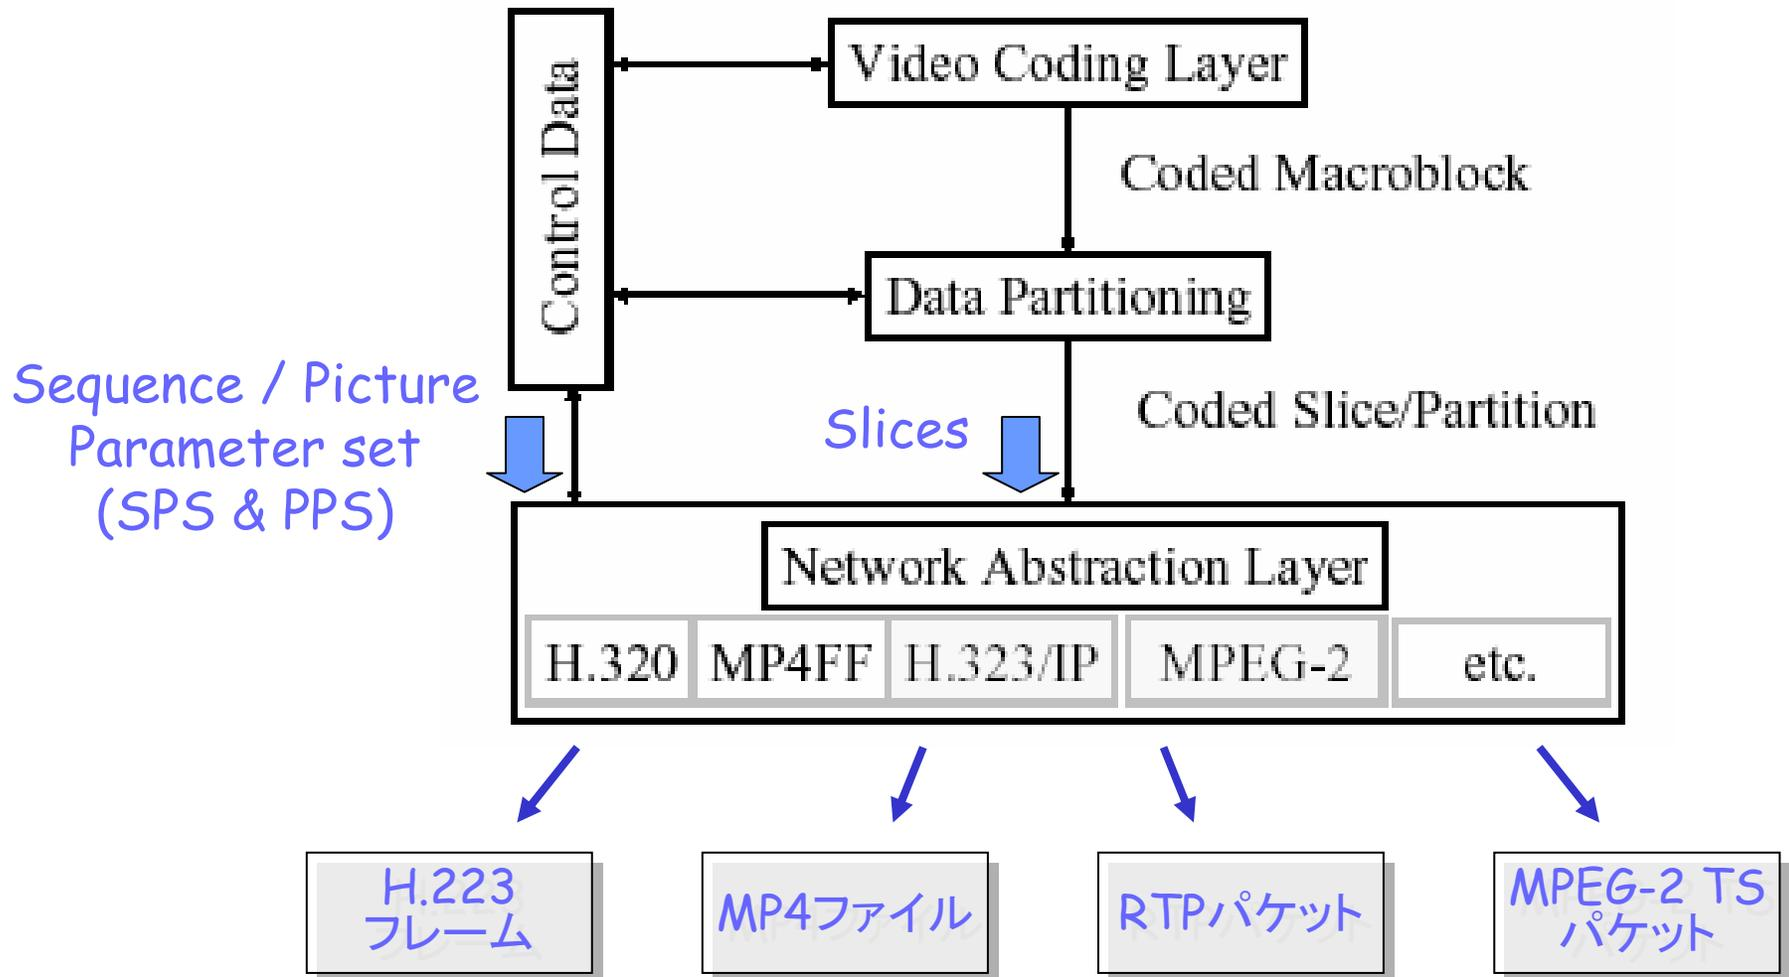 Video Coding Layer
Control Data
Coded Macroblock
Data Partitioning
Sequence / Picture
Parameter set
(SPS & PPS)
Slices
Coded Slice/Partition
Network Abstraction Layer
H.320
MP4FF
H.323/IP
MPEG-2
etc.
H.223
フレーム
MP4ファイル
RTPパケット
MPEG-2 TS
パケット